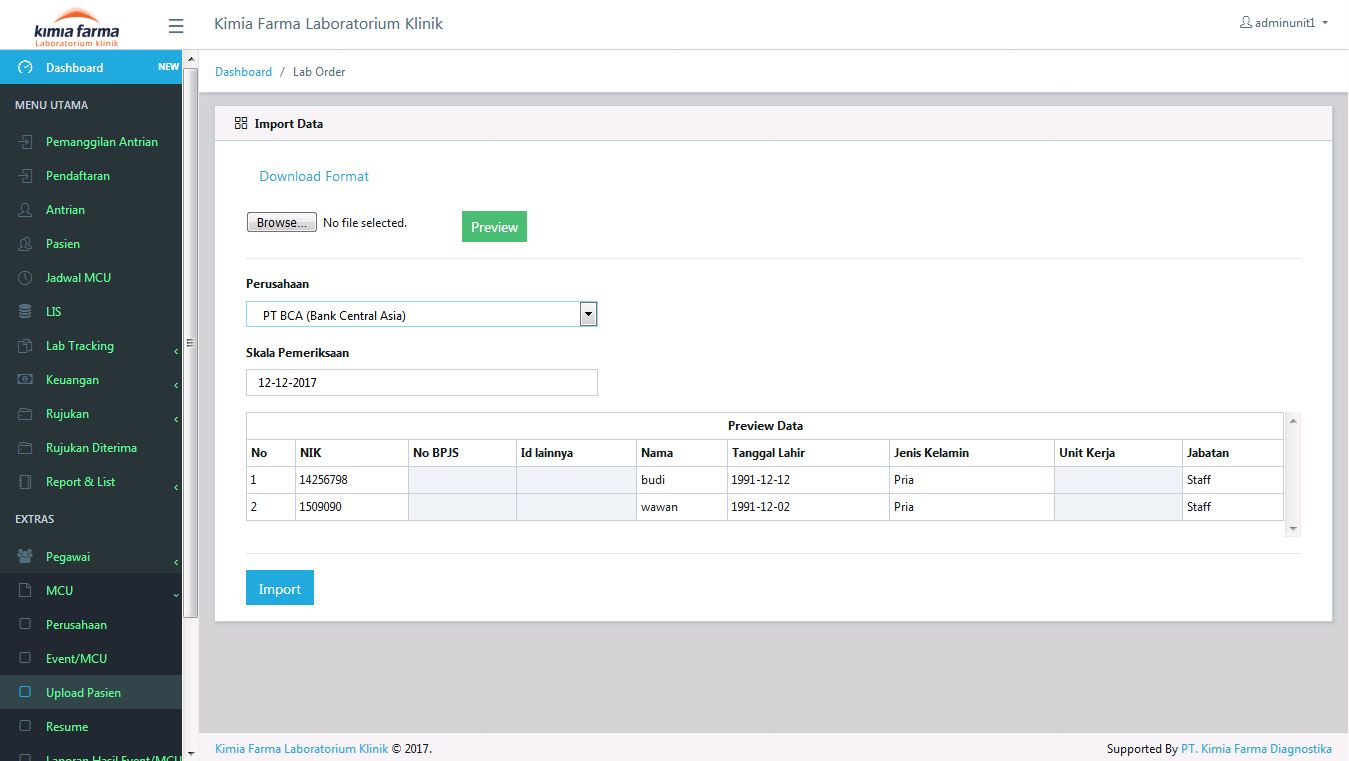 kimia farma
Laboratorium klinik
Kimia Farma Laboratorium Klinik
adminunit1
Dashboard NEW
MENU UTAMA
Pemanggilan Antrian
Pendaftaran
Antrian
Pasien
Jadwal MCU
LIS
Lab Tracking
Keuangan
Rujukan
Rujukan Diterima
Report & List
EXTRAS
Pegawai
MCU
Perusahaan
Event/MCU
Upload Pasien
Resume
Laporan Hasil Event/MCU
Dashboard / Lab Order
Import Data
Download Format
Browse... No file selected. Preview
Perusahaan
PT BCA (Bank Central Asia)
Skala Pemeriksaan
12-12-2017
Preview Data
No NIK No BPJS Id lainnya Nama Tanggal Lahir Jenis Kelamin Unit Kerja Jabatan
1 14256798 budi 1991-12-12 Pria Staff
2 1509090 wawan 1991-12-02 Pria Staff
Import
Kimia Farma Laboratorium Klinik © 2017.
Supported By PT. Kimia Farma Diagnostika